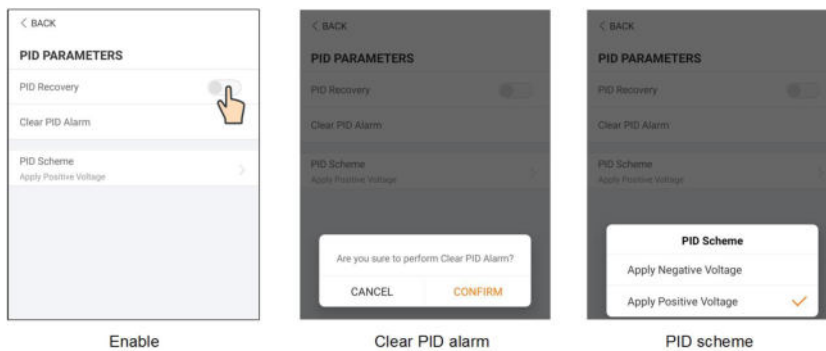 < BACK
PID PARAMETERS
PID Recovery
Clear PID Alarm
PID Scheme
Apply Positive Voltage
Enable
< BACK
PID PARAMETERS
PID Recovery
Clear PID Alarm
PID Scheme
Apply Positive Voltage
Are you sure to perform Clear PID Alarm?
CANCEL CONFIRM
Clear PID alarm
< BACK
PID PARAMETERS
PID Recovery
Clear PID Alarm
PID Scheme
Apply Positive Voltage
PID Scheme
Apply Negative Voltage
Apply Positive Voltage
PID scheme